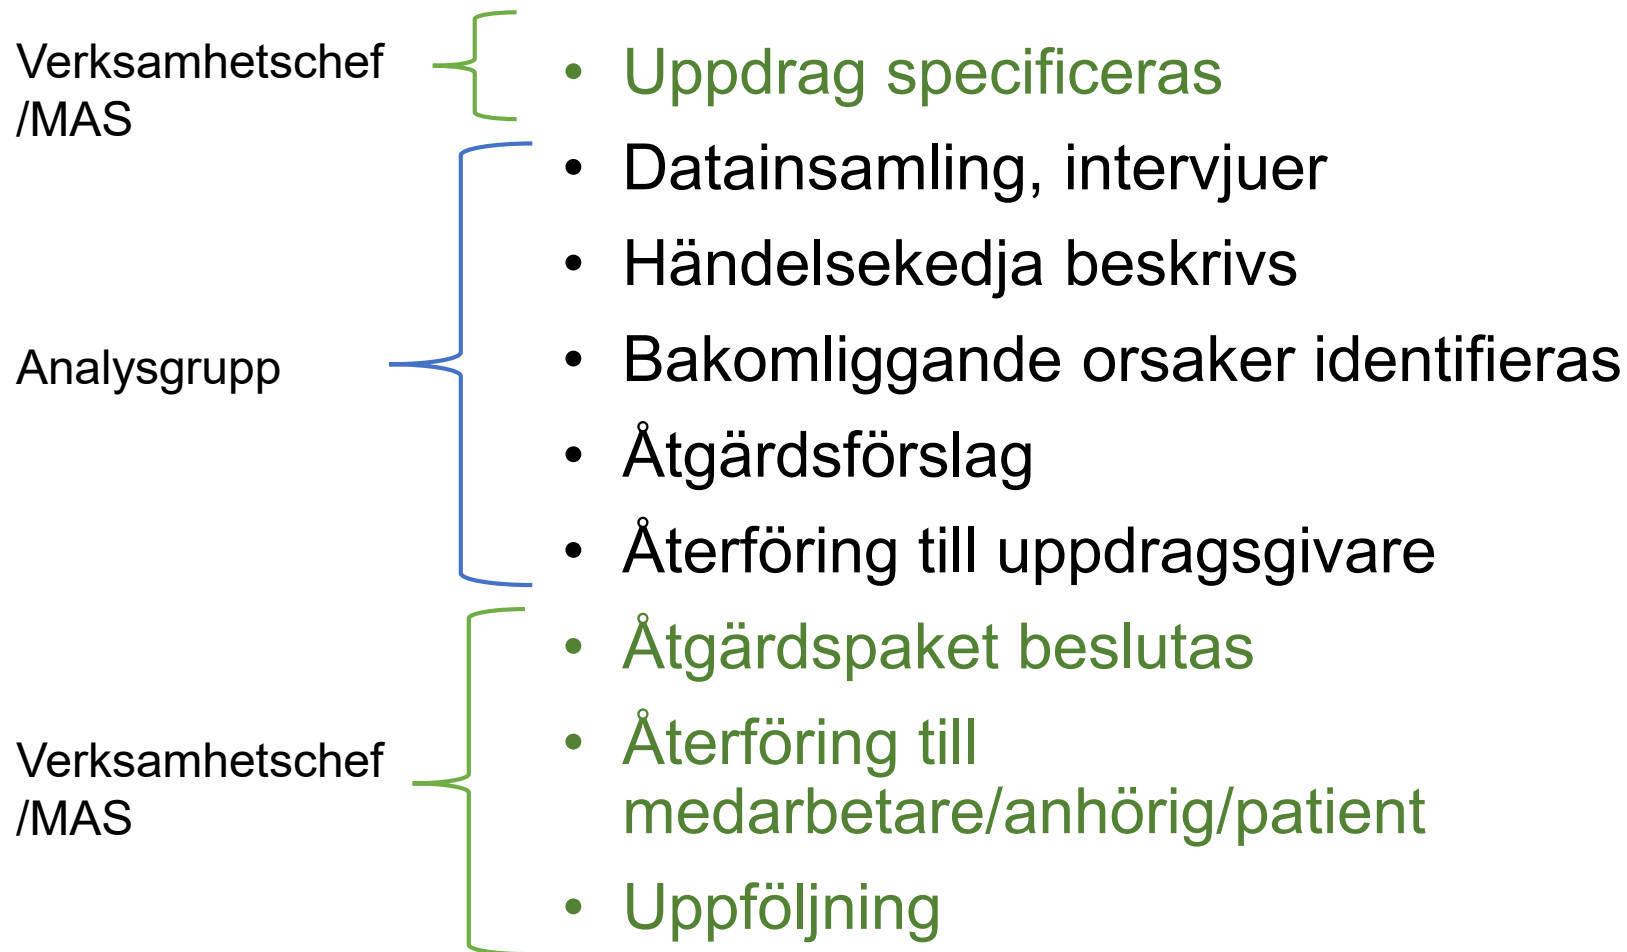 Verksamhetschef
/MAS
• Uppdrag specificeras
Analysgrupp
• Datainsamling, intervjuer
• Händelsekedja beskrivs
• Bakomliggande orsaker identifieras
• Åtgärdsförslag
• Återföring till uppdragsgivare
Verksamhetschef
/MAS
• Åtgärdspaket beslutas
• Återföring till
medarbetare/anhörig/patient
• Uppföljning